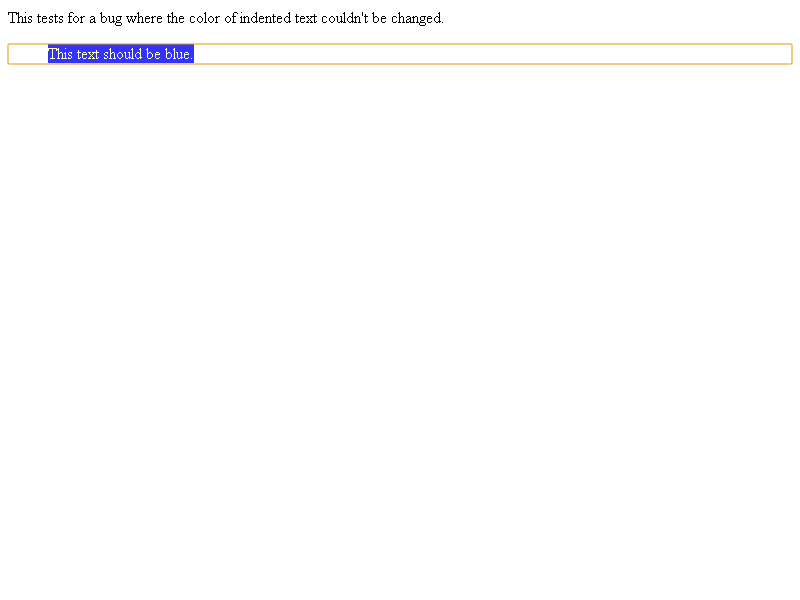 This tests for a bug where the color of indented text couldn't be changed.
This text should be blue.